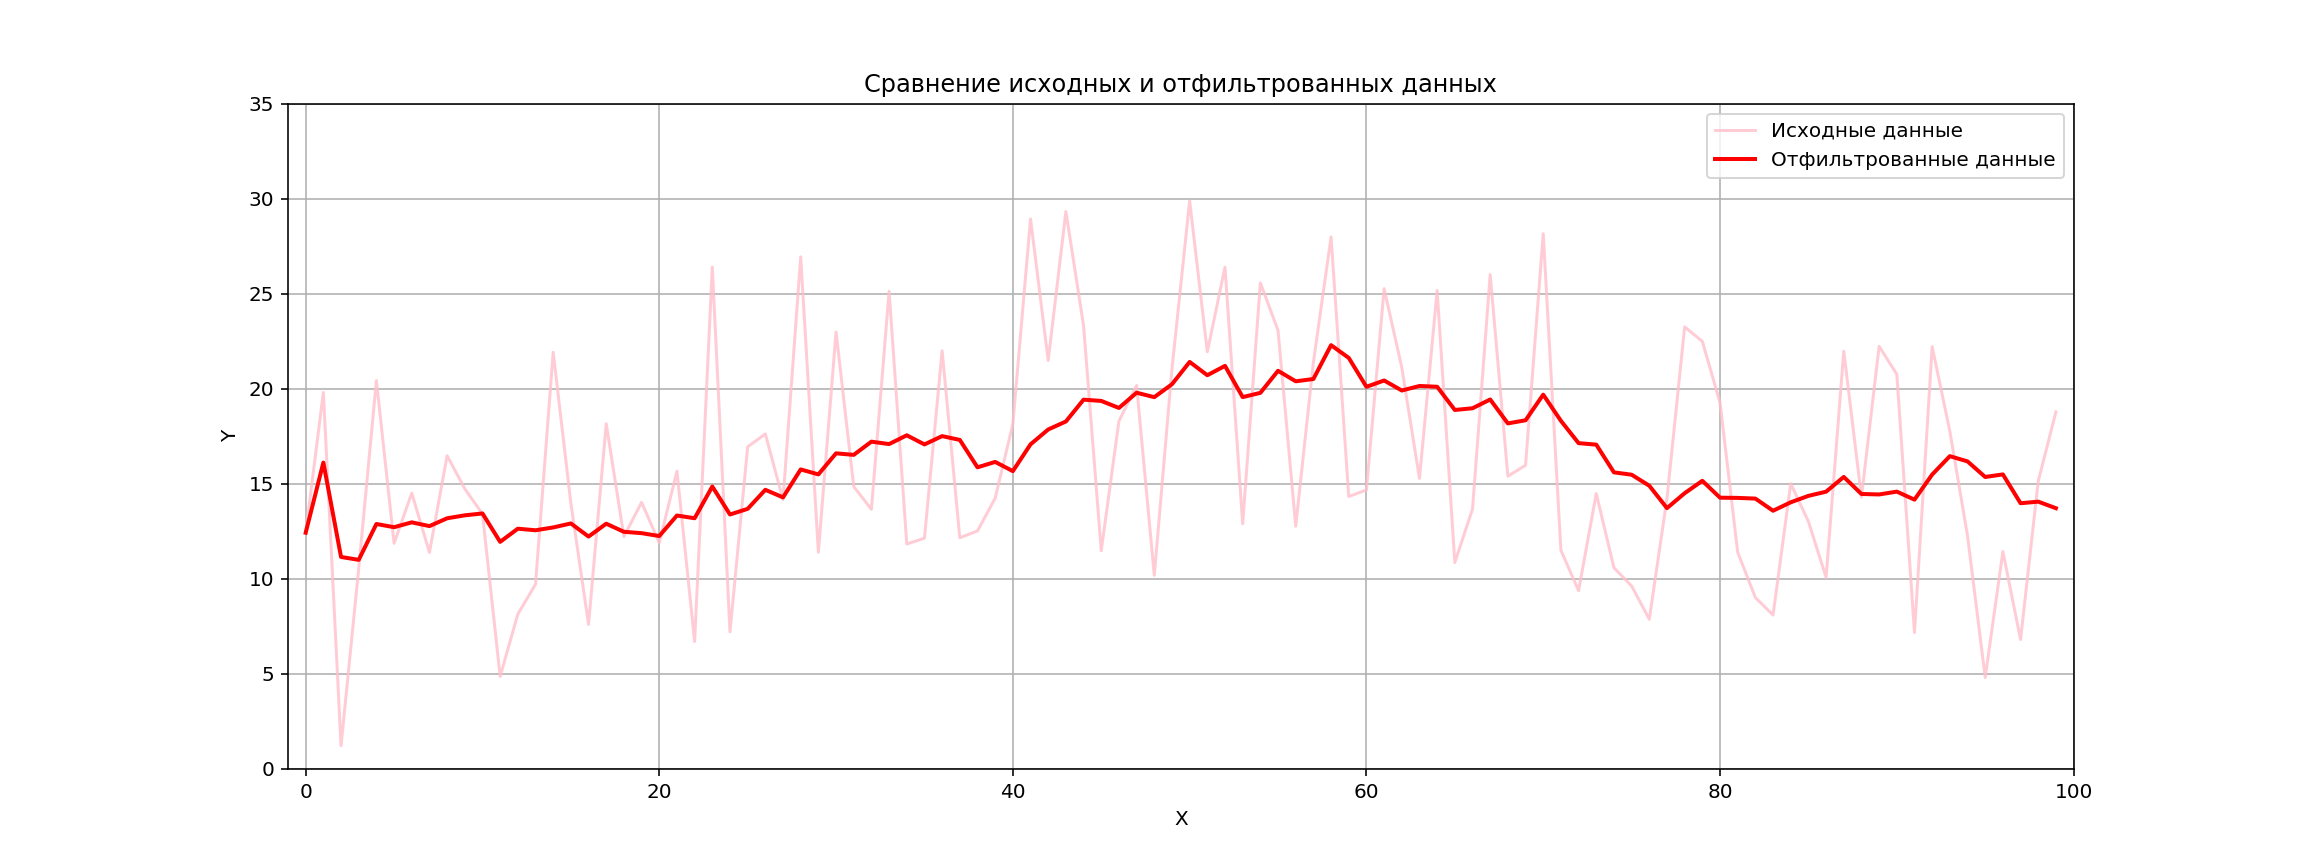 Сравнение исходных и отфильтрованных данных
35
30
25
20
15
10
5
0
Y
Исходные данные
Отфильтрованные данные
0 20 40 60 80 100
X